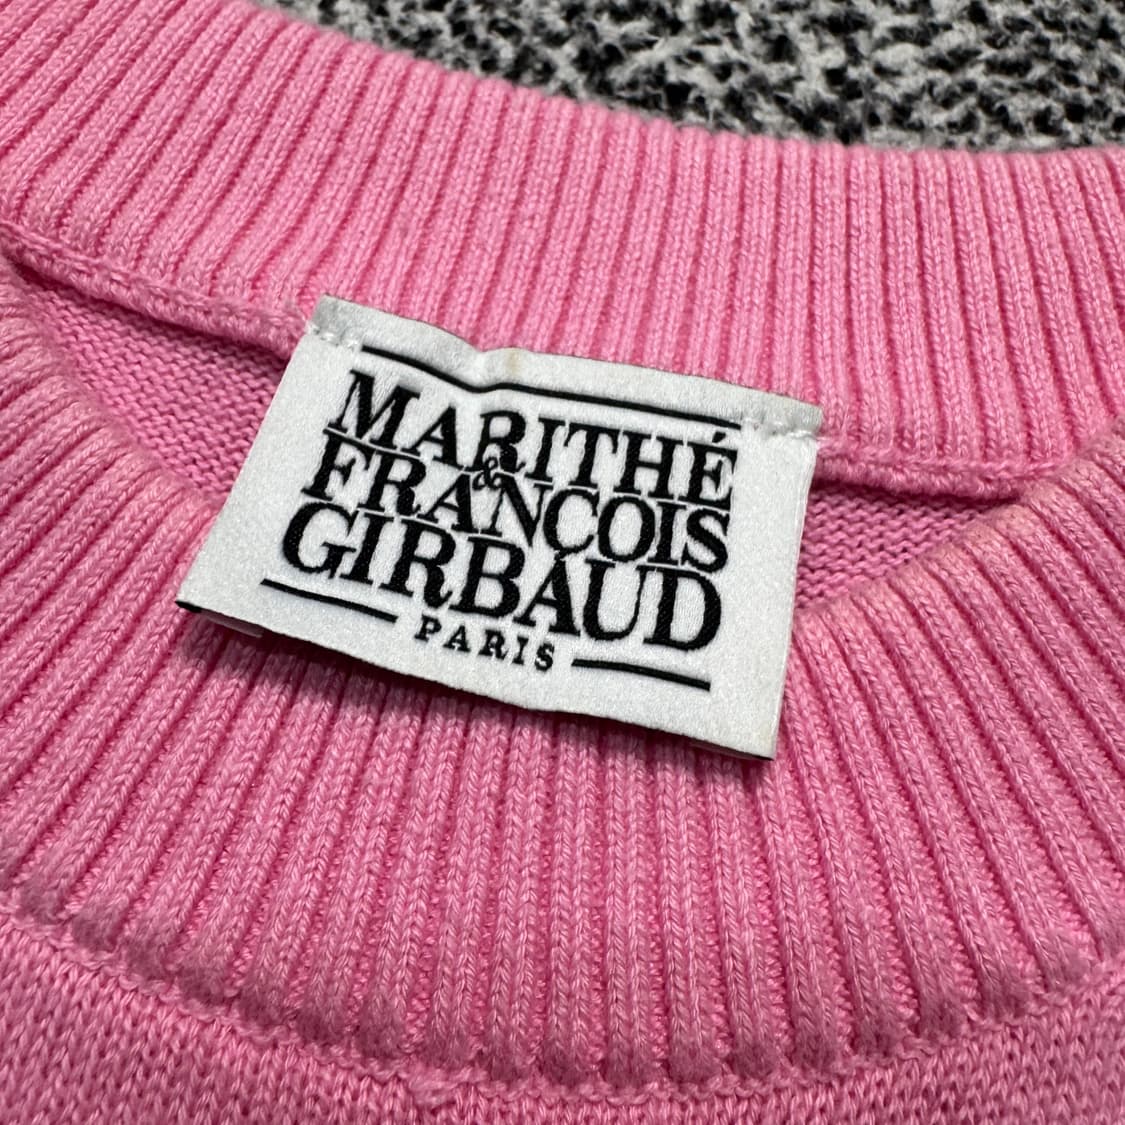 MARITHÉ
&
FRANÇOIS
GIRBAUD
PARIS